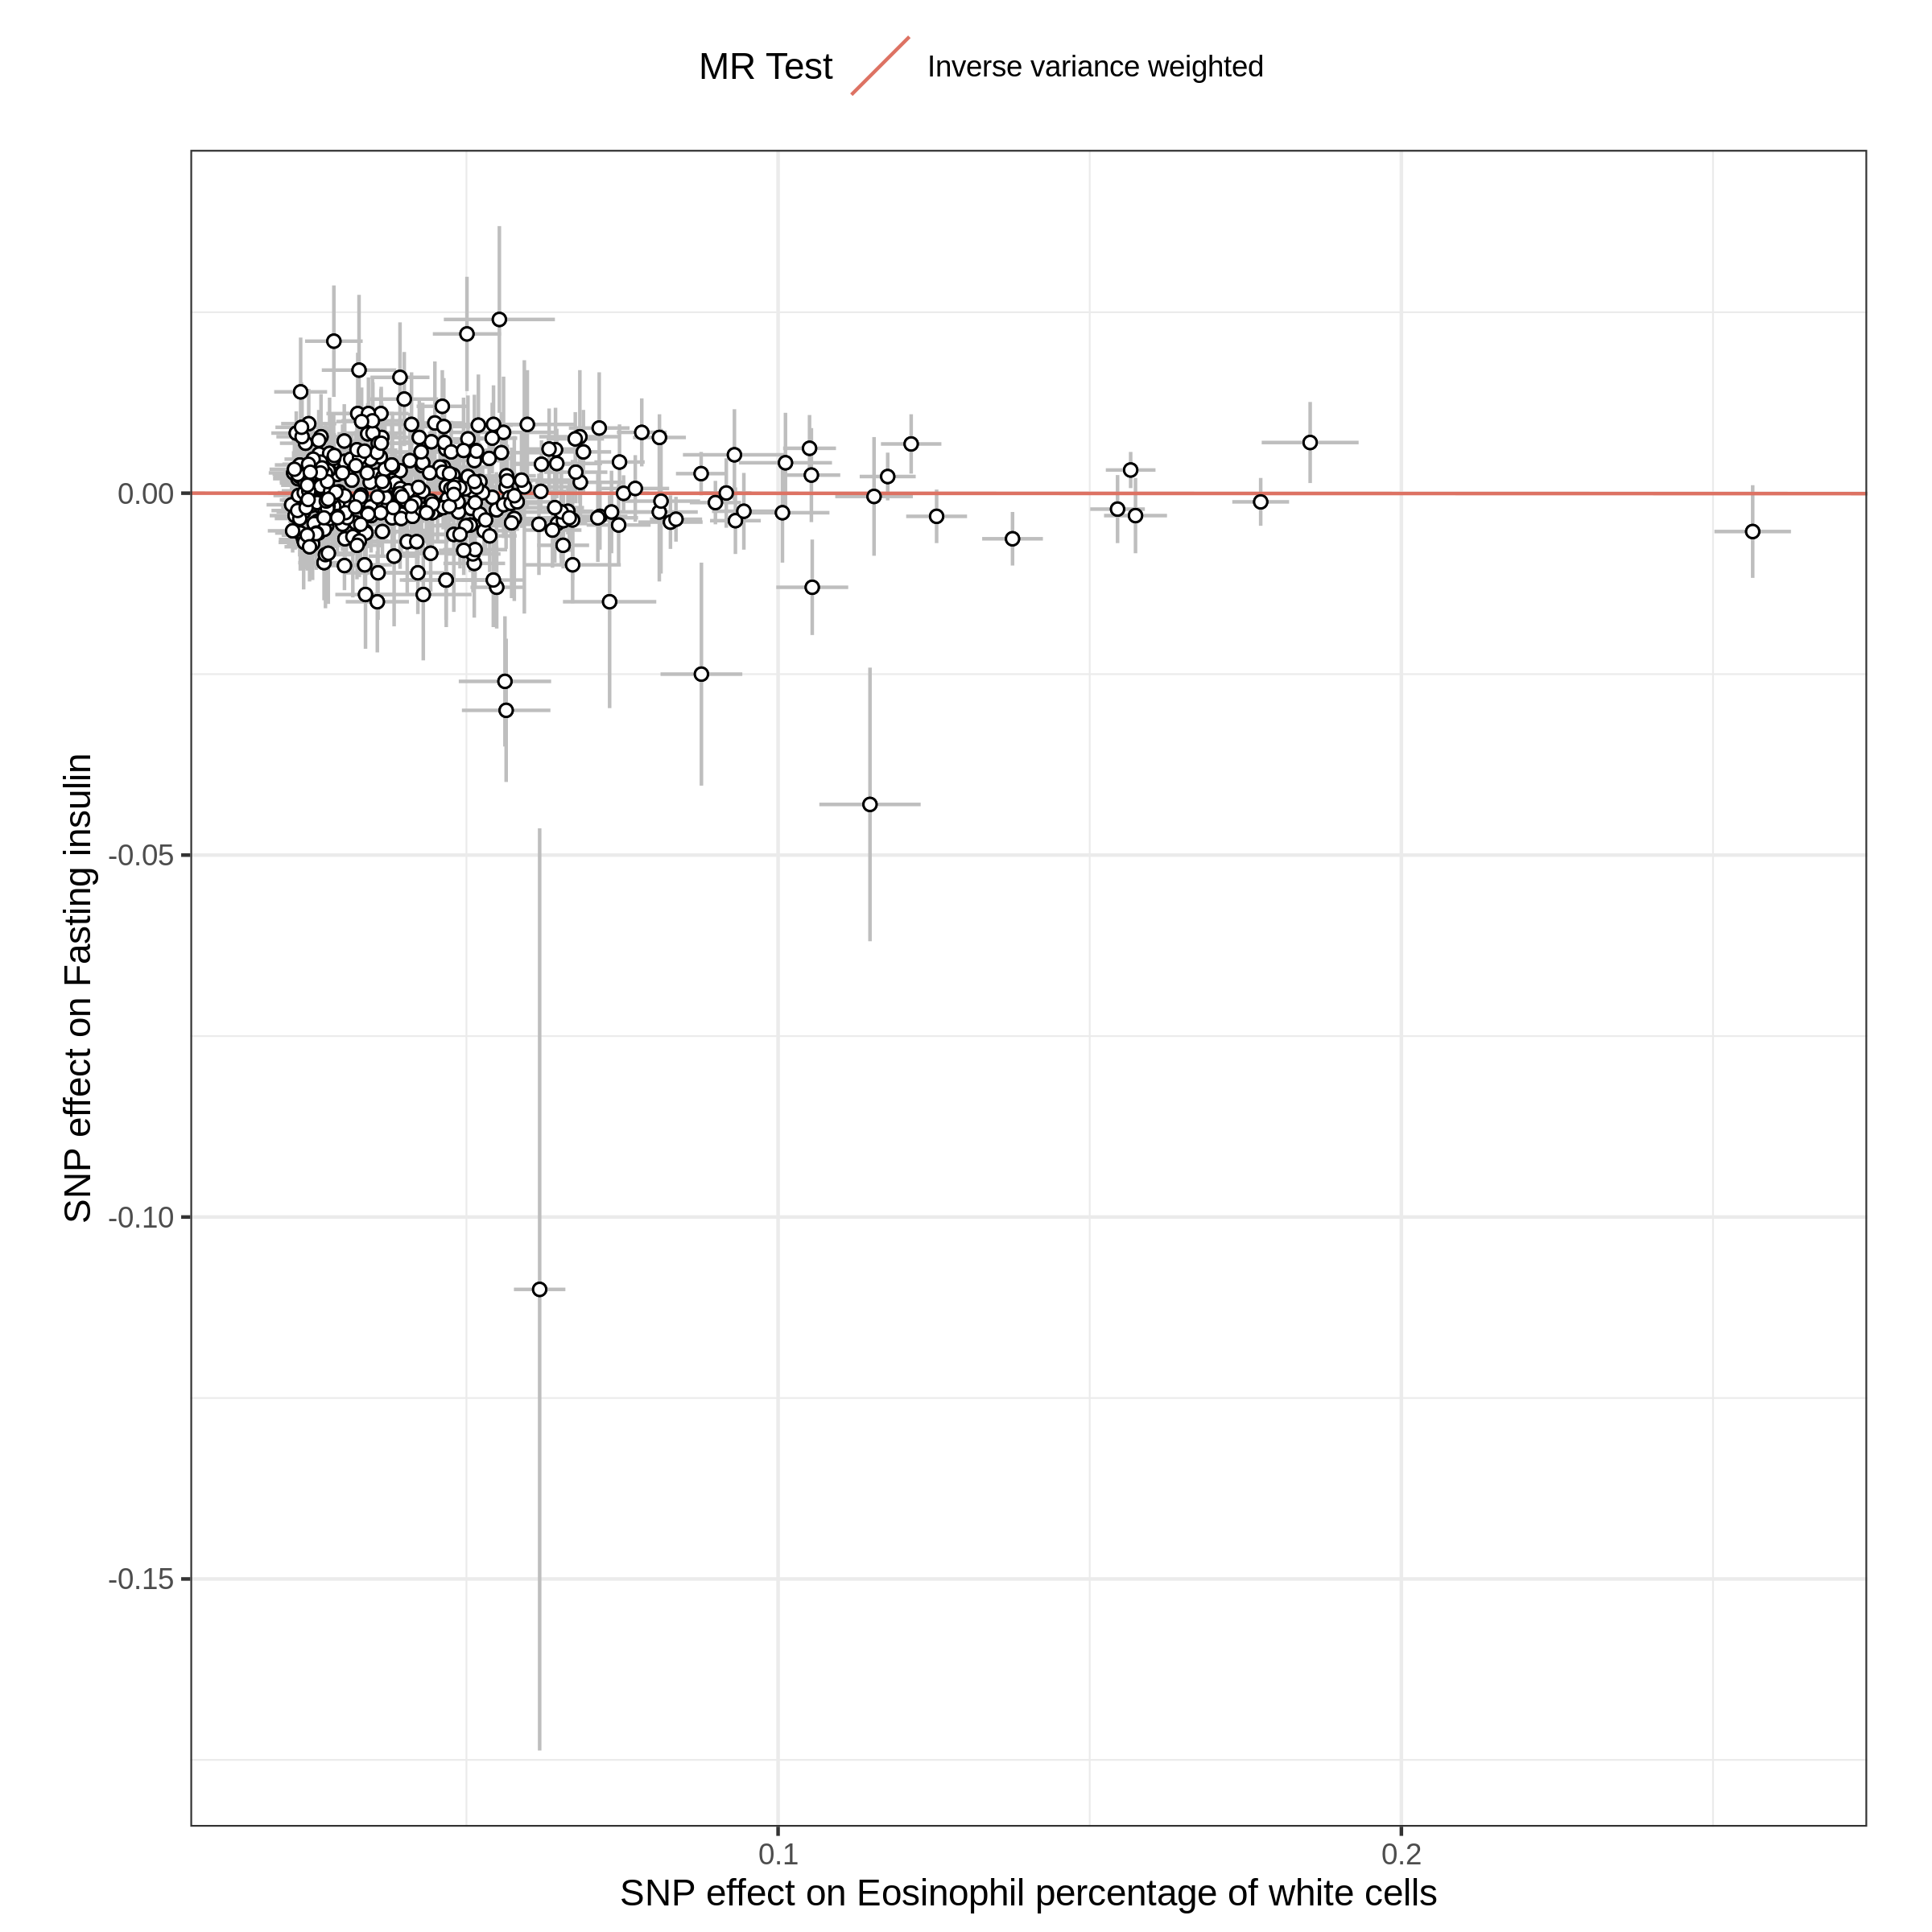 MR Test
Inverse variance weighted
SNP effect on Fasting insulin
0.00
-0.05
-0.10
-0.15
0.1
0.2
SNP effect on Eosinophil percentage of white cells